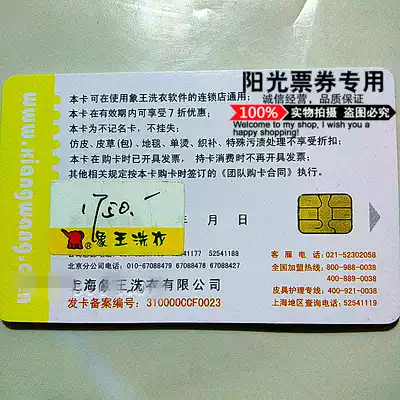 阳光票券专用
诚信经营，品质保证
100% 实物拍摄 盗图必究
Welcome to my shop, I wish you a
happy shopping!
本卡可在使用象王洗衣软件的连锁店通用；
本卡在有效期内可享受7折优惠；
本卡为不记名卡，不挂失；
仿皮、皮草(包)、地毯、单烫、织补、特殊污渍处理不享受折扣；
本卡在购卡时已开具发票， 持卡消费时不再开具发票；
其他相关规定按本卡购卡时签订的《团购卡合同》执行。
www.xiangwang.c n
1750.-
年 月 日
象王洗衣
52541177 52541188
北京分公司电话：010-67088479 67088476 67088427
上海象王洗衣有限公司
发卡备案编号：310000CCF0023
客服电话：021-52302058
全国加盟热线：800-988-0038
400-889-0038
皮具护理专线：400-921-0038
上海地区查询电话：52541119